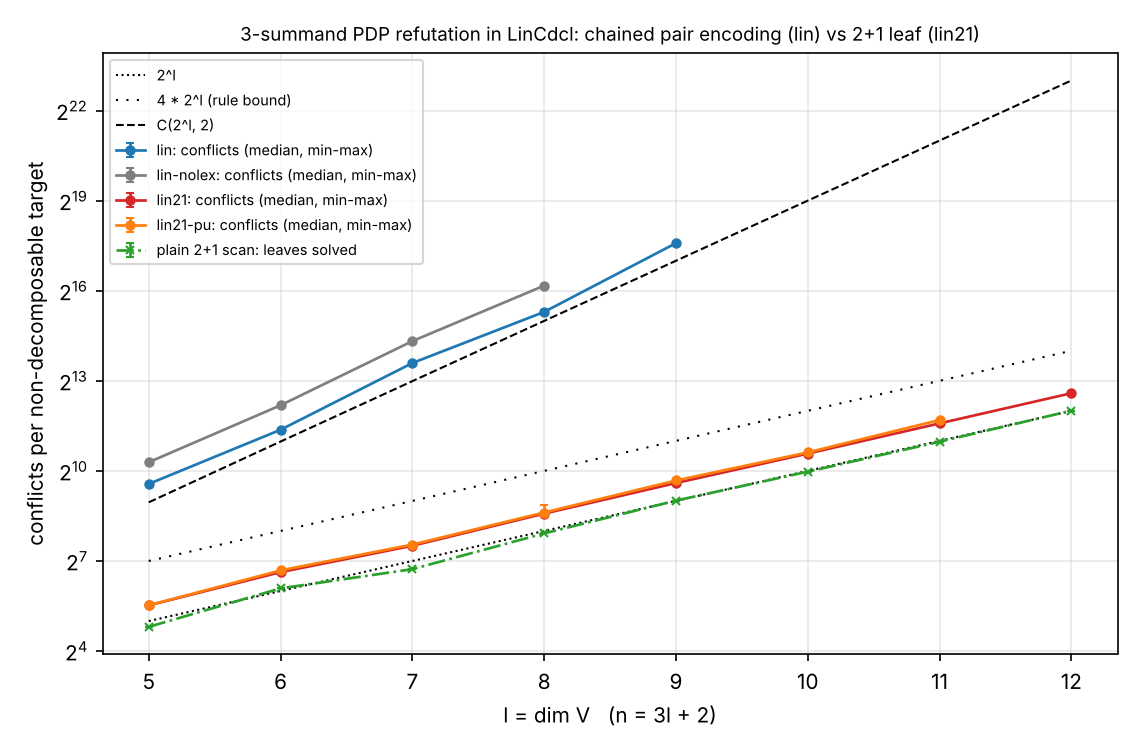 3-summand PDP refutation in LinCdcl: chained pair encoding (lin) vs 2+1 leaf (lin21)
2^l
4 * 2^l (rule bound)
C(2^l, 2)
lin: conflicts (median, min-max)
lin-nolex: conflicts (median, min-max)
lin21: conflicts (median, min-max)
lin21-pu: conflicts (median, min-max)
plain 2+1 scan: leaves solved
conflicts per non-decomposable target
2^22
2^19
2^16
2^13
2^10
2^7
2^4
5 6 7 8 9 10 11 12
l = dim V (n = 3l + 2)